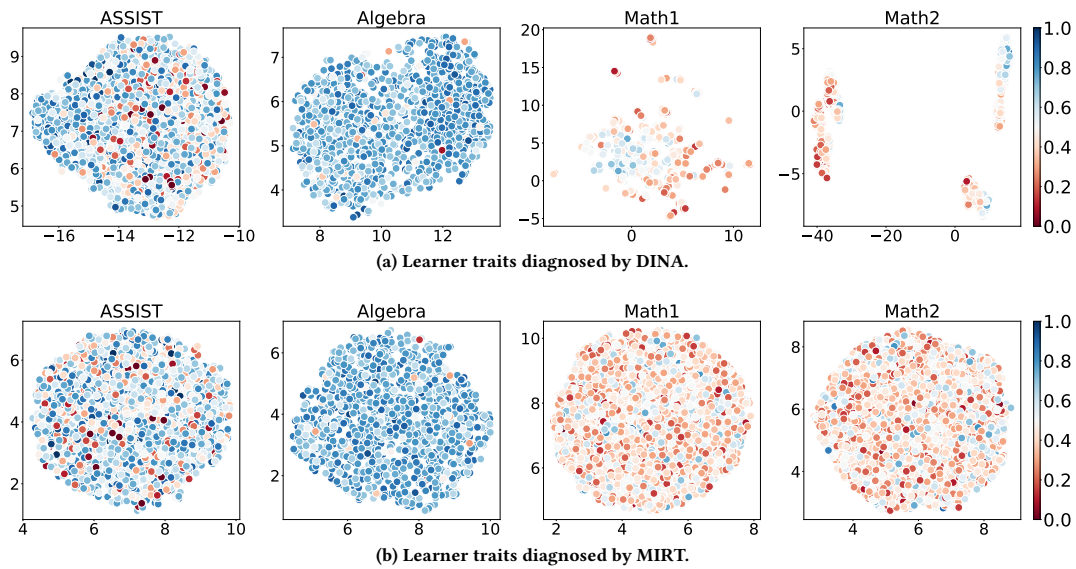 ASSIST Algebra Math1 Math2
9 8 7 6 5
−16 −14 −12 −10
7 6 5 4
8 10 12
20 15 10 5 0 −5
0 10
5 0 −5
−40 −20 0
1.0 0.8 0.6 0.4 0.2 0.0
(a) Learner traits diagnosed by DINA.
ASSIST Algebra Math1 Math2
6 4 2
4 6 8 10
6 4 2
6 8 10
10 8 6
2 4 6 8
8 6 4
4 6 8
1.0 0.8 0.6 0.4 0.2 0.0
(b) Learner traits diagnosed by MIRT.